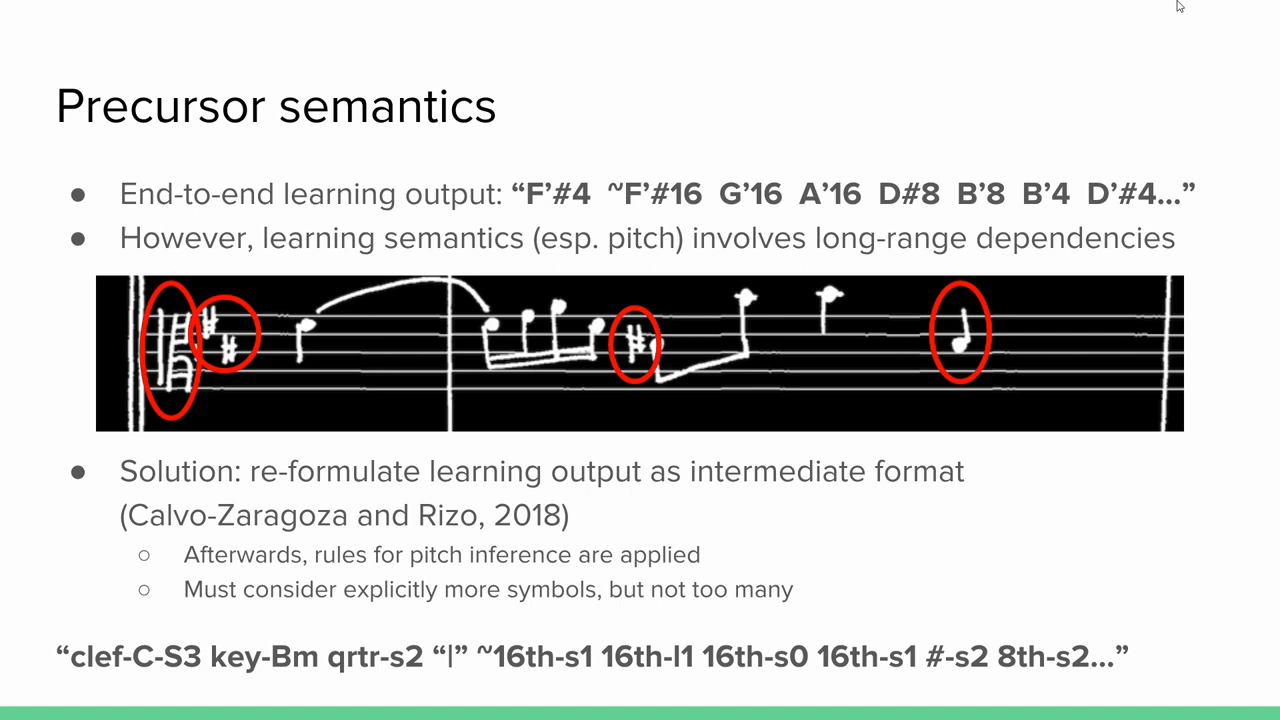 Precursor semantics
● End-to-end learning output: “F’#4 ~F’#16 G’16 A’16 D#8 B’8 B’4 D’#4...”
● However, learning semantics (esp. pitch) involves long-range dependencies
● Solution: re-formulate learning output as intermediate format
(Calvo-Zaragoza and Rizo, 2018)
○ Afterwards, rules for pitch inference are applied
○ Must consider explicitly more symbols, but not too many
“clef-C-S3 key-Bm qrtr-s2 “|” ~16th-s1 16th-l1 16th-s0 16th-s1 #-s2 8th-s2...”